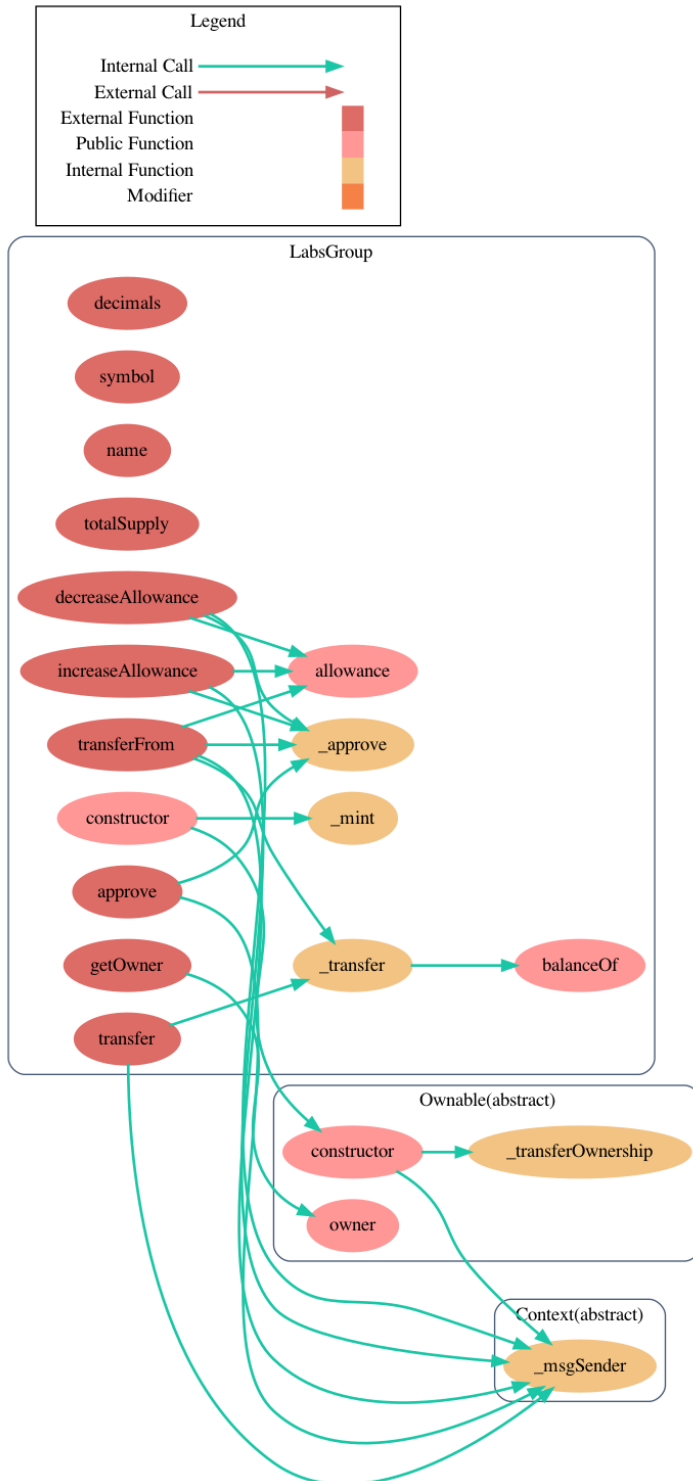 Legend
Internal Call
External Call
External Function
Public Function
Internal Function
Modifier
LabsGroup
decimals
symbol
name
totalSupply
decreaseAllowance
increaseAllowance
allowance
transferFrom
_approve
constructor
_mint
approve
getOwner
_transfer
balanceOf
transfer
Ownable(abstract)
constructor
_transferOwnership
owner
Context(abstract)
_msgSender